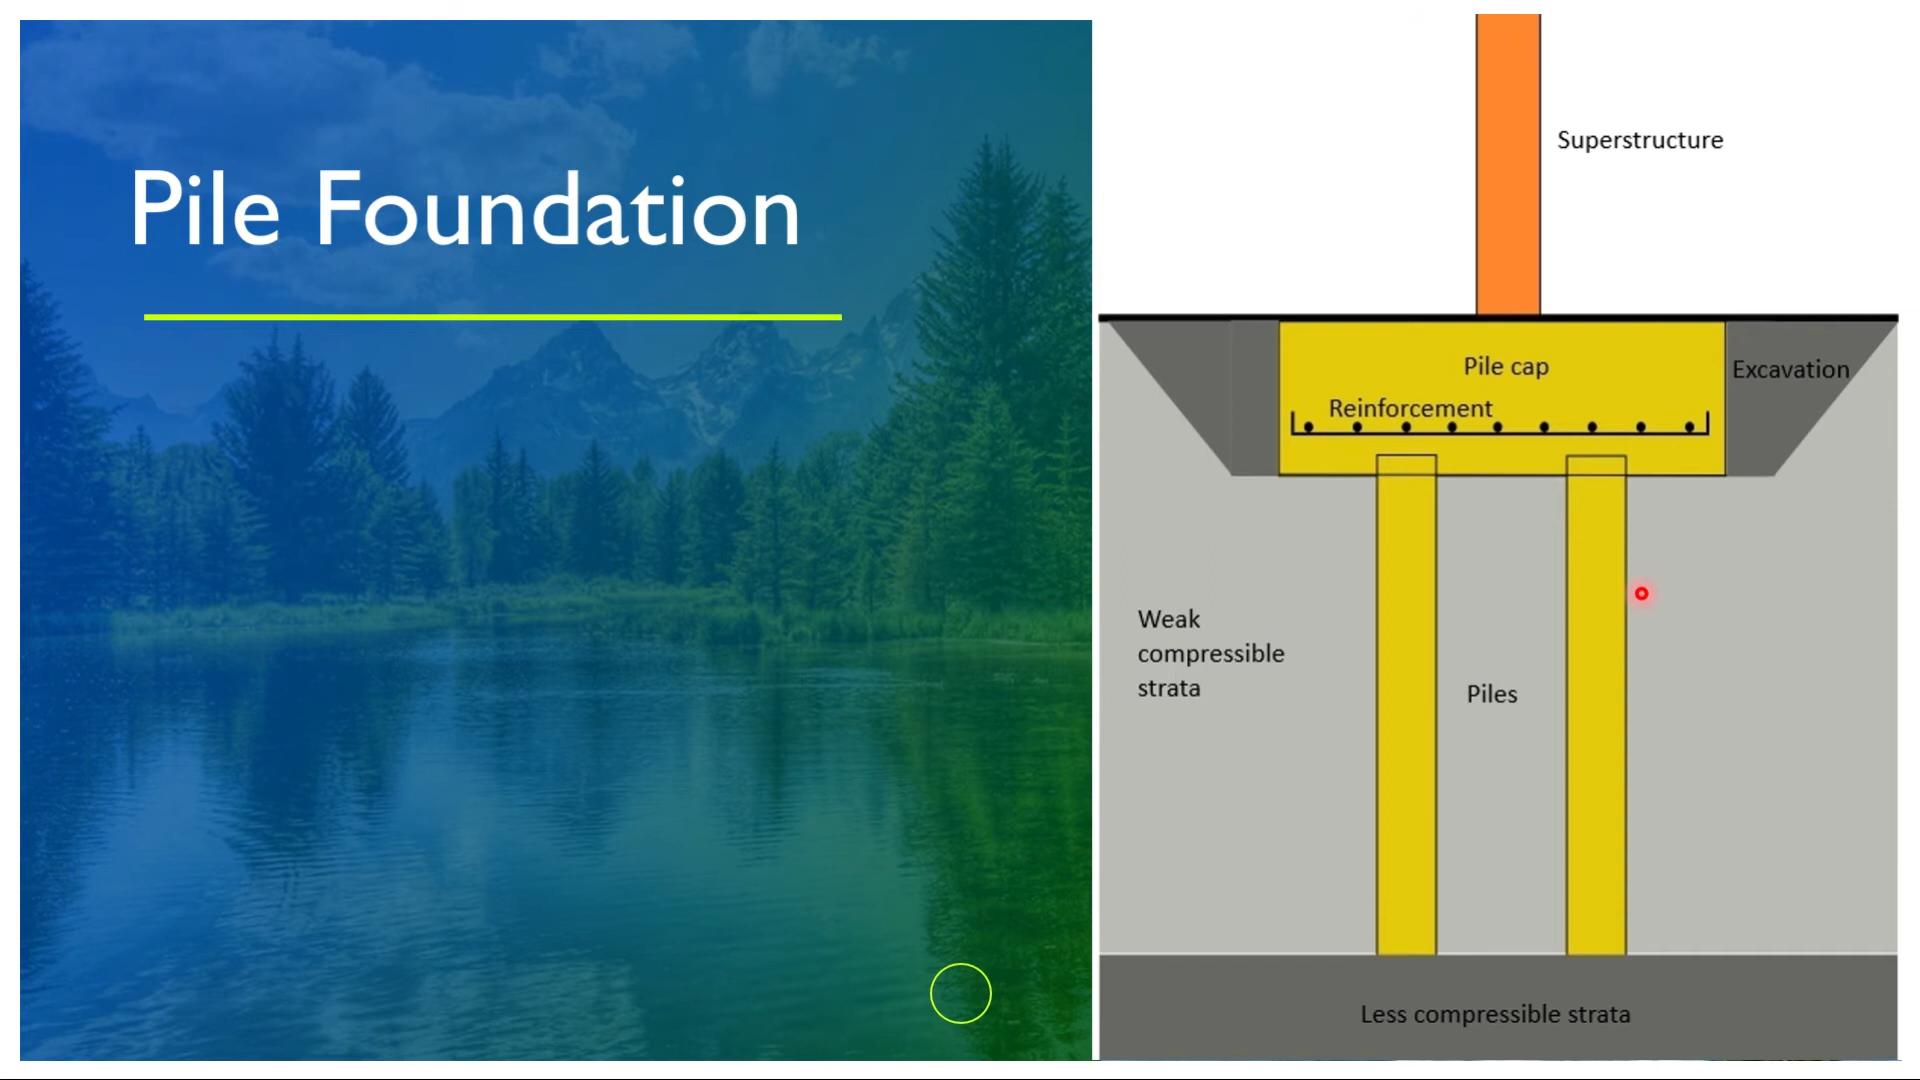 Pile Foundation
Superstructure
Pile cap
Excavation
Reinforcement
Weak
compressible
strata
Piles
Less compressible strata